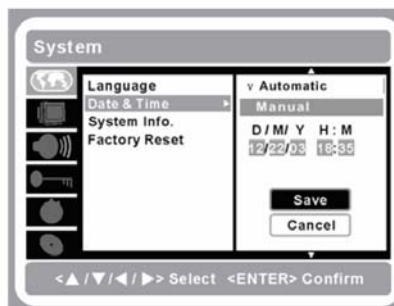 System
Language
Date & Time
System Info.
Factory Reset
v Automatic
Manual
D / M / Y H : M
12/22/03 18:35
Save
Cancel
<▲ /▼ /◀ / ▶> Select <ENTER> Confirm